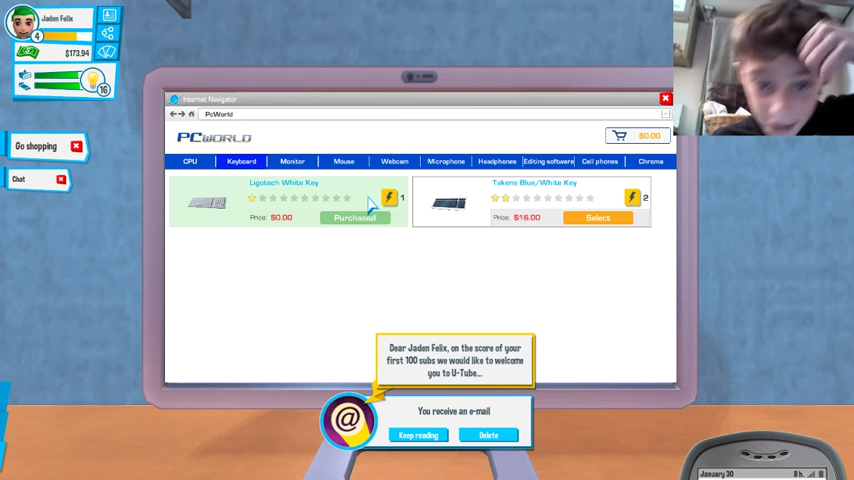 Jaden Felix
4
$173.94
16
Go shopping
Chat
Internet Navigator
PcWorld
PCWORLD
$0.00
CPU Keyboard Monitor Mouse Webcam Microphone Headphones Editing software Cell phones Chroma
Ligotech White Key
1
Price: $0.00 Purchased
Tokens Blue/White Key
2
Price: $16.00 Select
Dear Jaden Felix, on the score of your
first 100 subs we would like to welcome
you to U-Tube...
@
You receive an e-mail
Keep reading Delete
January 30 8 h.